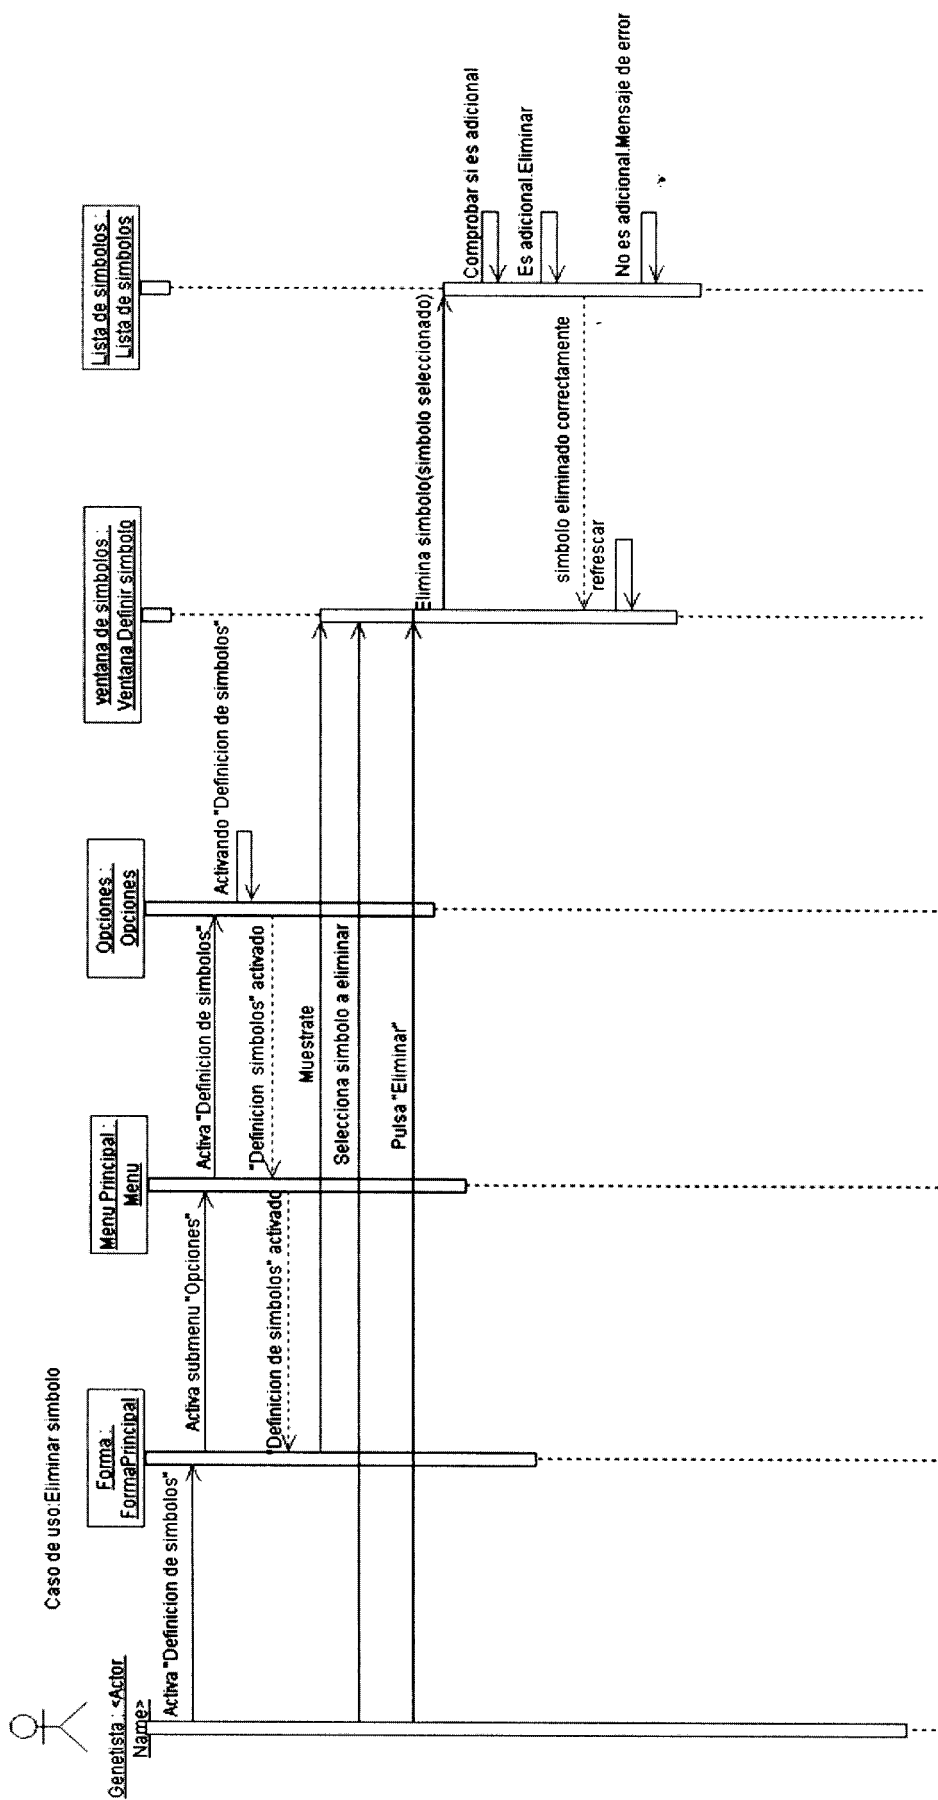 Caso de uso:Eliminar simbolo
Genetista : <Actor
Name>
Forma :
FormaPrincipal
Menu Principal :
Menu
Opciones :
Opciones
ventana de simbolos :
Ventana Definir simbolo
Lista de simbolos :
Lista de simbolos
Activa "Definicion de simbolos"
Activa submenu "Opciones"
Activa "Definicion de simbolos"
Activando "Definicion de simbolos"
"Definicion simbolos" activado
"Definicion de simbolos" activado
Muestrate
Selecciona simbolo a eliminar
Pulsa "Eliminar"
Elimina simbolo(simbolo seleccionado)
Comprobar si es adicional
Es adicional.Eliminar
simbolo eliminado correctamente
refrescar
No es adicional.Mensaje de error